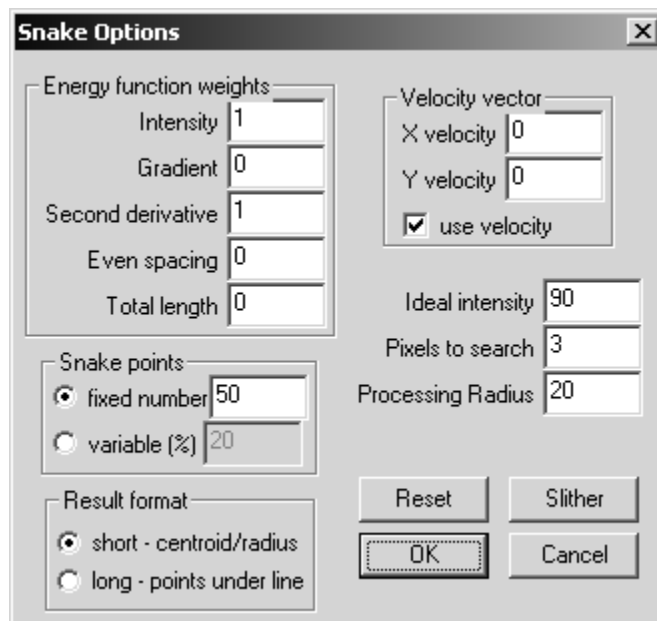 Snake Options
Energy function weights
Intensity 1
Gradient 0
Second derivative 1
Even spacing 0
Total length 0
Velocity vector
X velocity 0
Y velocity 0
use velocity
Ideal intensity 90
Pixels to search 3
Processing Radius 20
Snake points
fixed number 50
variable (%) 20
Result format
short - centroid/radius
long - points under line
Reset Slither
OK Cancel